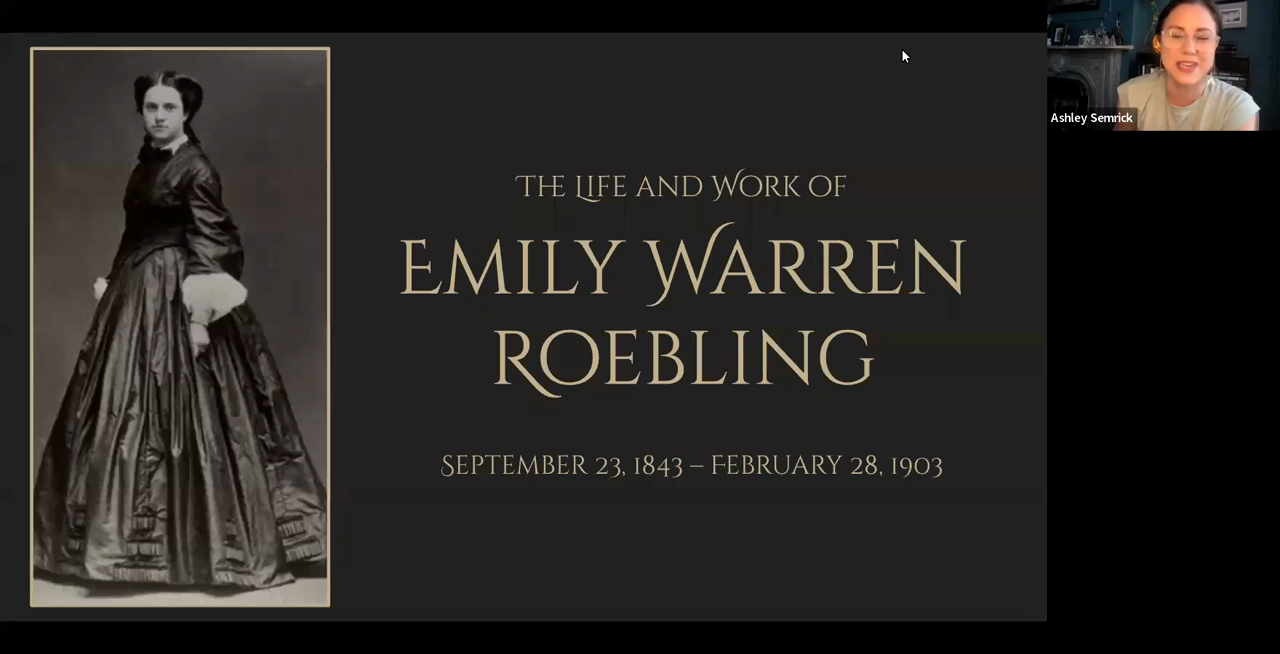 The Life and Work of
Emily Warren
Roebling
September 23, 1843 – February 28, 1903
Ashley Semrick